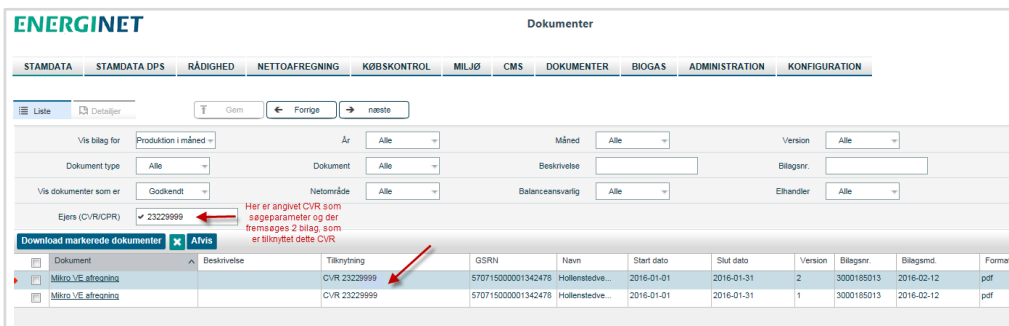 ENERGINET
Dokumenter
STAMDATA STAMDATA DPS RÅDIGHED NETTOAFREGNING KØBSKONTROL MILJØ CMS DOKUMENTER BIOGAS ADMINISTRATION KONFIGURATION
Liste Detaljer Gem Forrige næste
Vis bilag for Produktion i måned År Alle Måned Alle Version Alle
Dokument type Alle Dokument Alle Beskrivelse Bilagsnr.
Vis dokumenter som er Godkendt Netområde Alle Balanceansvarlig Alle Elhandler Alle
Ejers (CVR/CPR) 23229999
Her er angivet CVR som
søgeparameter og der
fremsøges 2 bilag, som
er tilknyttet dette CVR
Download markerede dokumenter Afvis
Dokument Beskrivelse Tilknytning GSRN Navn Start dato Slut dato Version Bilagsnr. Bilagsmd. Format
Mikro VE afregning CVR 23229999 570715000001342478 Hollenstedve... 2016-01-01 2016-01-31 2 3000185013 2016-02-12 pdf
Mikro VE afregning CVR 23229999 570715000001342478 Hollenstedve... 2016-01-01 2016-01-31 1 3000185013 2016-02-12 pdf